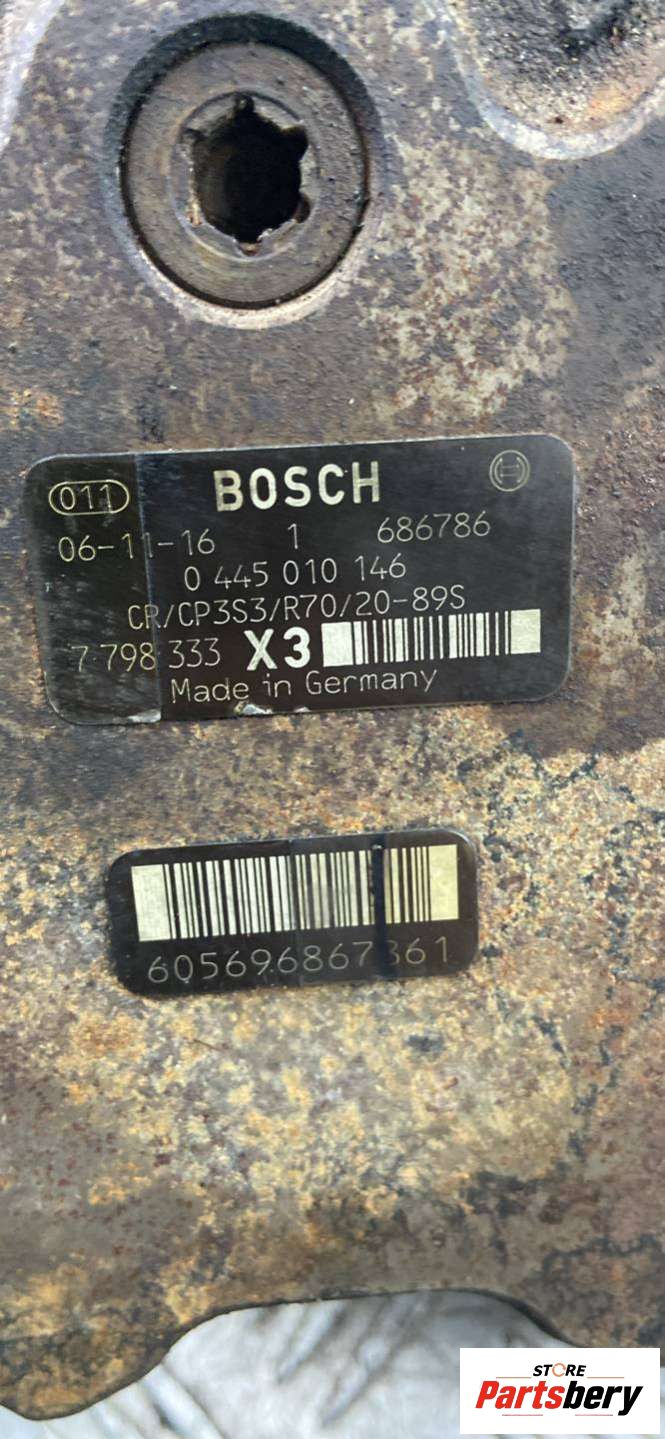 011 BOSCH
06-11-16 1 686786
0 445 010 146
CR/CP3S3/R70/20-89S
7 798 333 X3
Made in Germany
605696867361
STORE
Partsbery